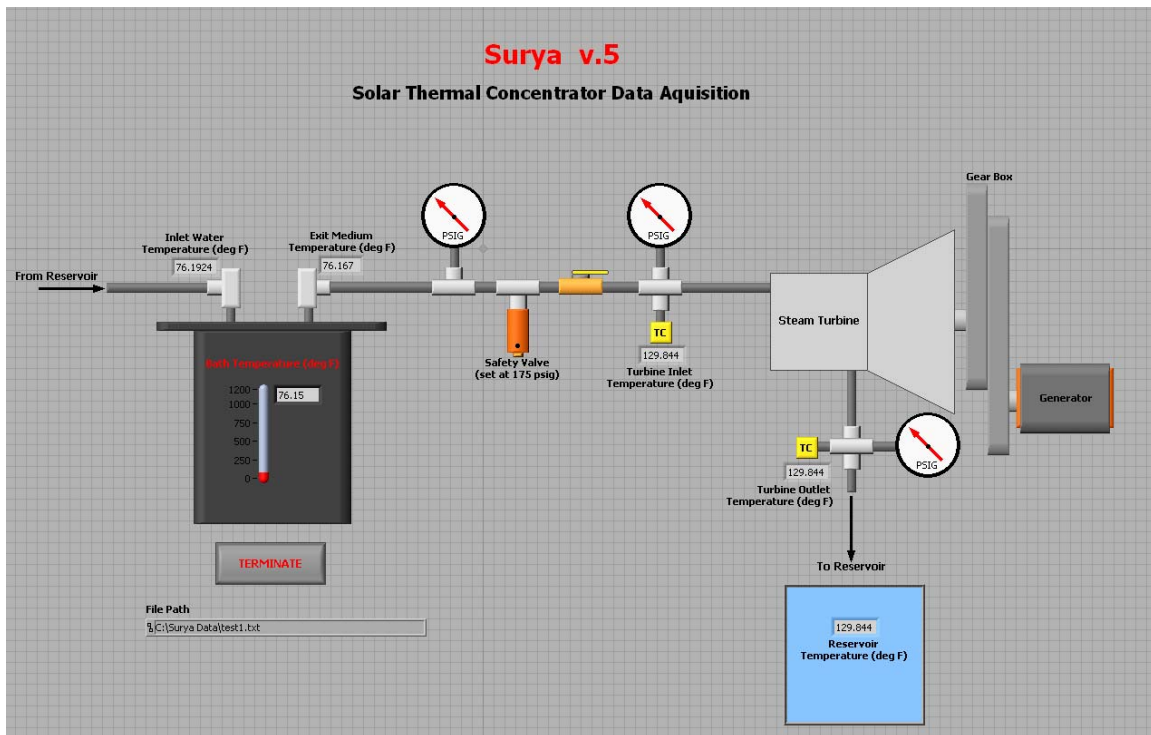 Surya v.5
Solar Thermal Concentrator Data Aquisition
Gear Box
PSIG
PSIG
Inlet Water
Temperature (deg F)
76.1924
Exit Medium
Temperature (deg F)
76.167
From Reservoir
Steam Turbine
TC
129.844
Turbine Inlet
Temperature (deg F)
Safety Valve
(set at 175 psig)
Bath Temperature (deg F)
1200
1000
750
500
250
0
76.15
Generator
TC
PSIG
129.844
Turbine Outlet
Temperature (deg F)
To Reservoir
TERMINATE
File Path
C:\Surya Data\test1.txt
129.844
Reservoir
Temperature (deg F)